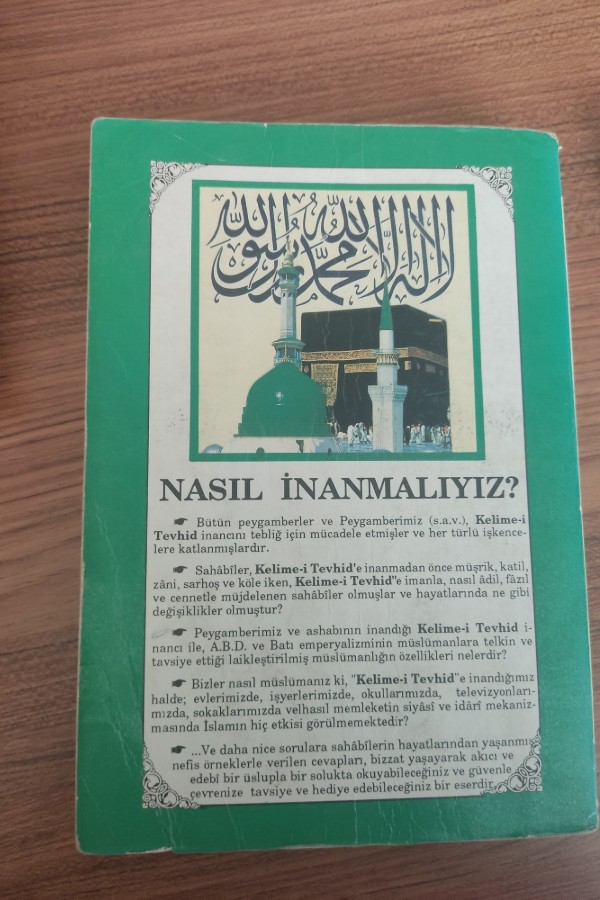 لا إله إلا الله محمد رسول الله
NASIL İNANMALIYIZ?
☛ Bütün peygamberler ve Peygamberimiz (s.a.v.), Kelime-i
Tevhid inancını tebliğ için mücadele etmişler ve her türlü işkence-
lere katlanmışlardır.
☛ Sahabîler, Kelime-i Tevhid'e inanmadan önce müşrik, katil,
zâni, sarhoş ve köle iken, Kelime-i Tevhid"e imanla, nasıl âdil, fâzıl
ve cennetle müjdelenen sahâbîler olmuşlar ve hayatlarında ne gibi
değişiklikler olmuştur?
☛ Peygamberimiz ve ashabının inandığı Kelime-i Tevhid i-
nancı ile, A.B.D. ve Batı emperyalizminin müslümanlara telkin ve
tavsiye ettiği laikleştirilmiş müslümanlığın özellikleri nelerdir?
☛ Bizler nasıl müslümanız ki, "Kelime-i Tevhid"e inandığımız
halde; evlerimizde, işyerlerimizde, okullarımızda, televizyonları-
mızda, sokaklarımızda velhasıl memleketin siyâsî ve idârî mekaniz-
masında İslamın hiç etkisi görülmemektedir?
☛ ...Ve daha nice sorulara sahâbîlerin hayatlarından yaşanmış
nefis örneklerle verilen cevapları, bizzat yaşayarak akıcı ve
edebî bir üslupla bir solukta okuyabileceğiniz ve güvenle
çevrenize tavsiye ve hediye edebileceğiniz bir eserdir.